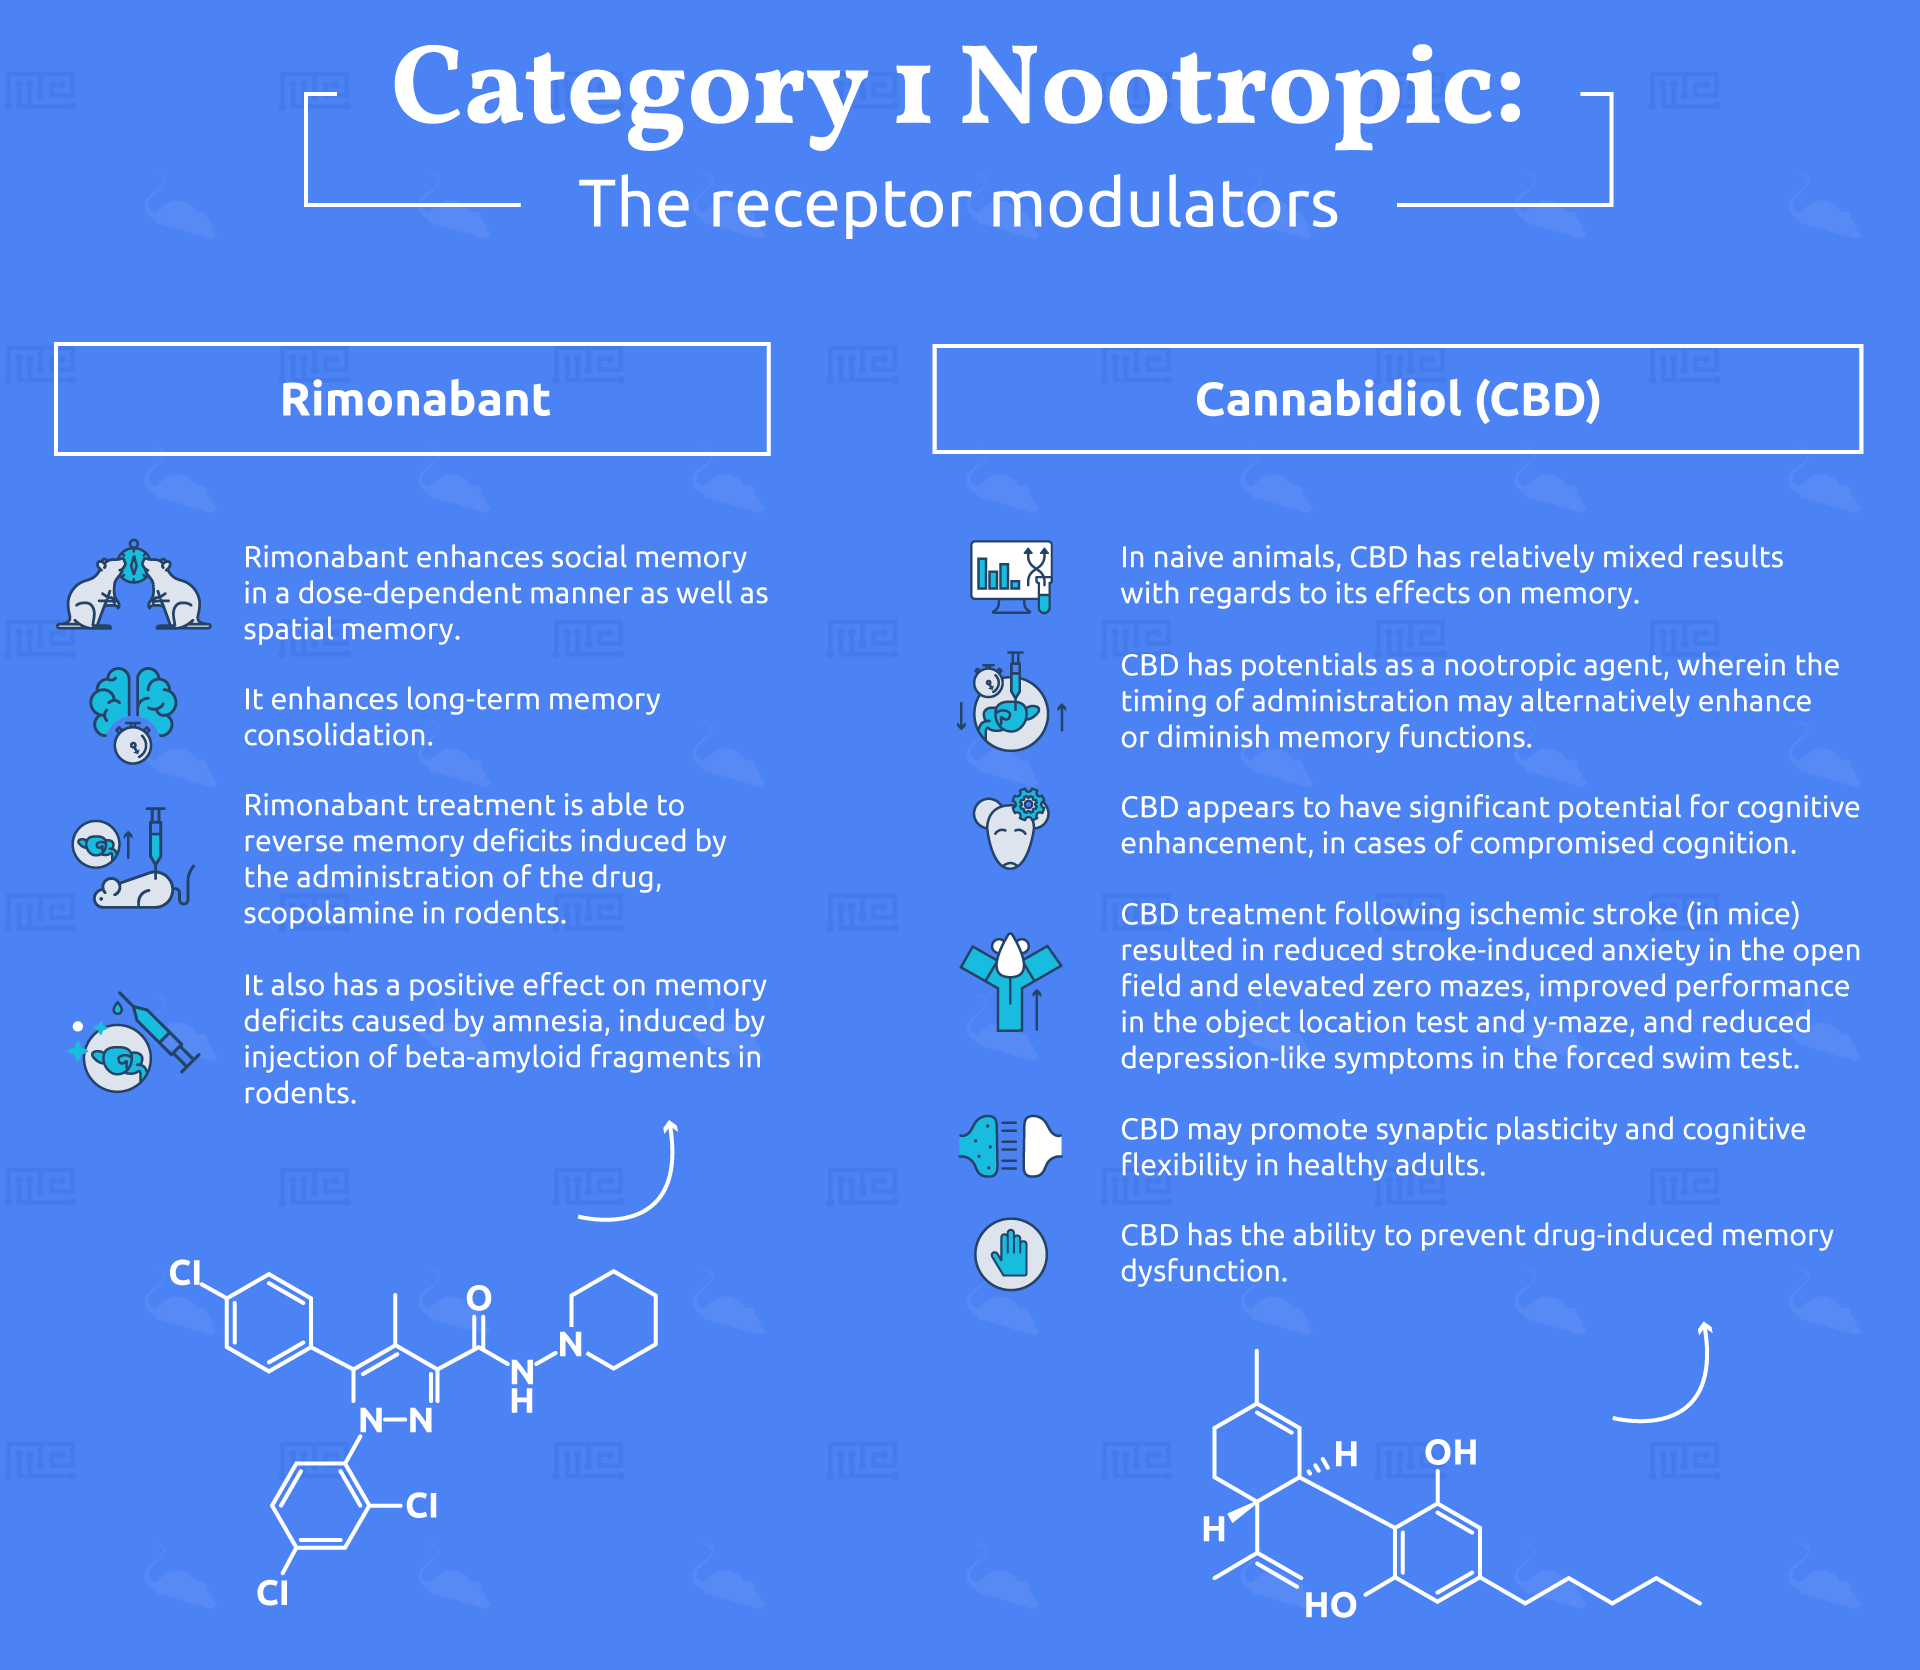 Category 1 Nootropic:
The receptor modulators
Rimonabant
Rimonabant enhances social memory
in a dose-dependent manner as well as
spatial memory.
It enhances long-term memory
consolidation.
Rimonabant treatment is able to
reverse memory deficits induced by
the administration of the drug,
scopolamine in rodents.
It also has a positive effect on memory
deficits caused by amnesia, induced by
injection of beta-amyloid fragments in
rodents.
Cl
O
N
N
H
N
N
Cl
Cl
Cannabidiol (CBD)
In naive animals, CBD has relatively mixed results
with regards to its effects on memory.
CBD has potentials as a nootropic agent, wherein the
timing of administration may alternatively enhance
or diminish memory functions.
CBD appears to have significant potential for cognitive
enhancement, in cases of compromised cognition.
CBD treatment following ischemic stroke (in mice)
resulted in reduced stroke-induced anxiety in the open
field and elevated zero mazes, improved performance
in the object location test and y-maze, and reduced
depression-like symptoms in the forced swim test.
CBD may promote synaptic plasticity and cognitive
flexibility in healthy adults.
CBD has the ability to prevent drug-induced memory
dysfunction.
H
OH
H
HO